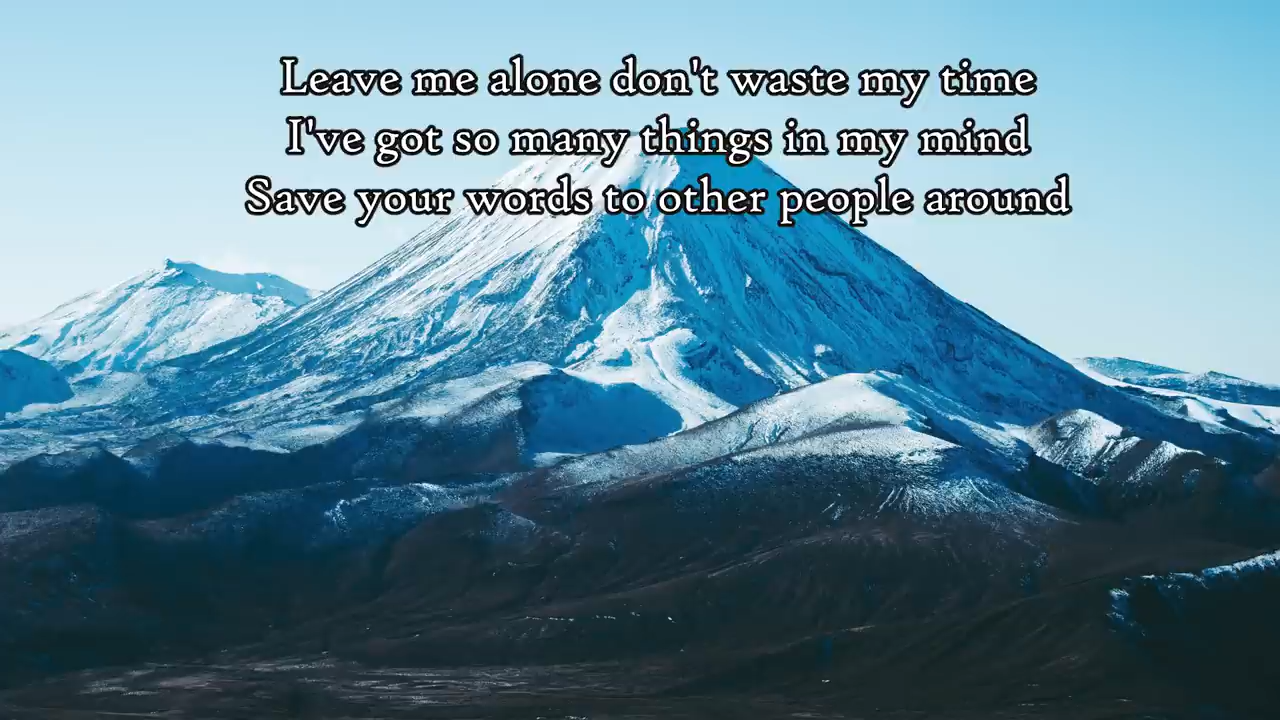 Leave me alone don't waste my time
I've got so many things in my mind
Save your words to other people around